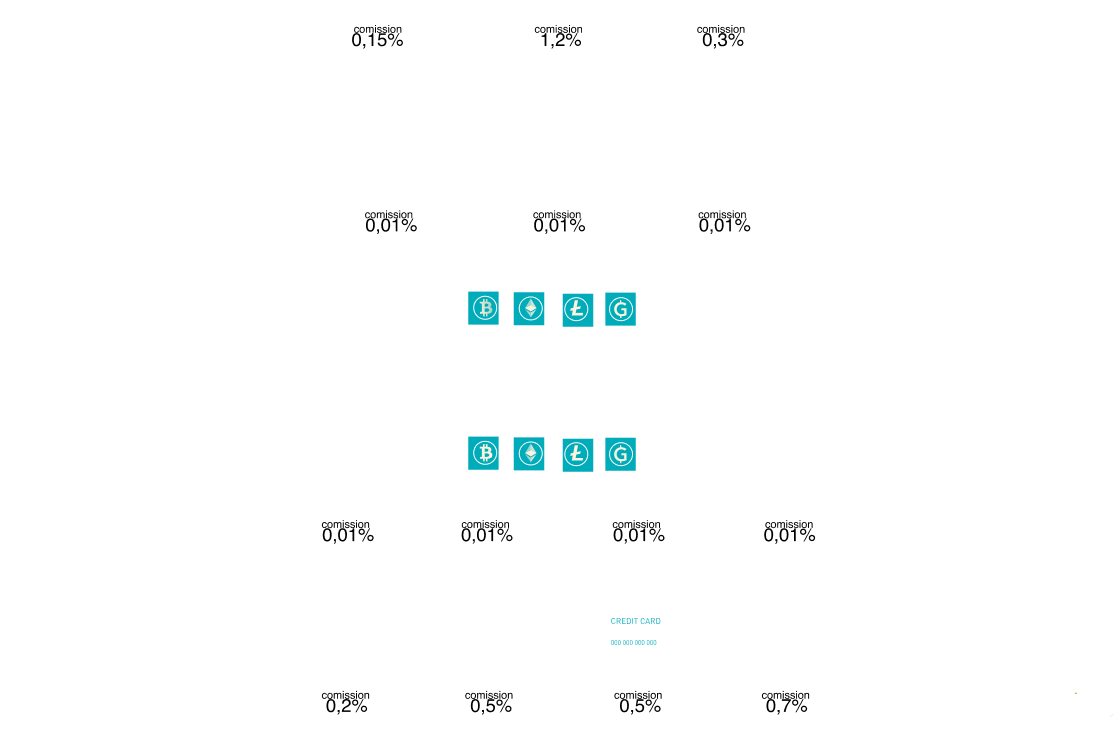 comission comission comission
0,15% 1,2% 0,3%
comission comission comission
0,01% 0,01% 0,01%
comission comission comission comission
0,01% 0,01% 0,01% 0,01%
CREDIT CARD
000 000 000 000
comission comission comission comission
0,2% 0,5% 0,5% 0,7%